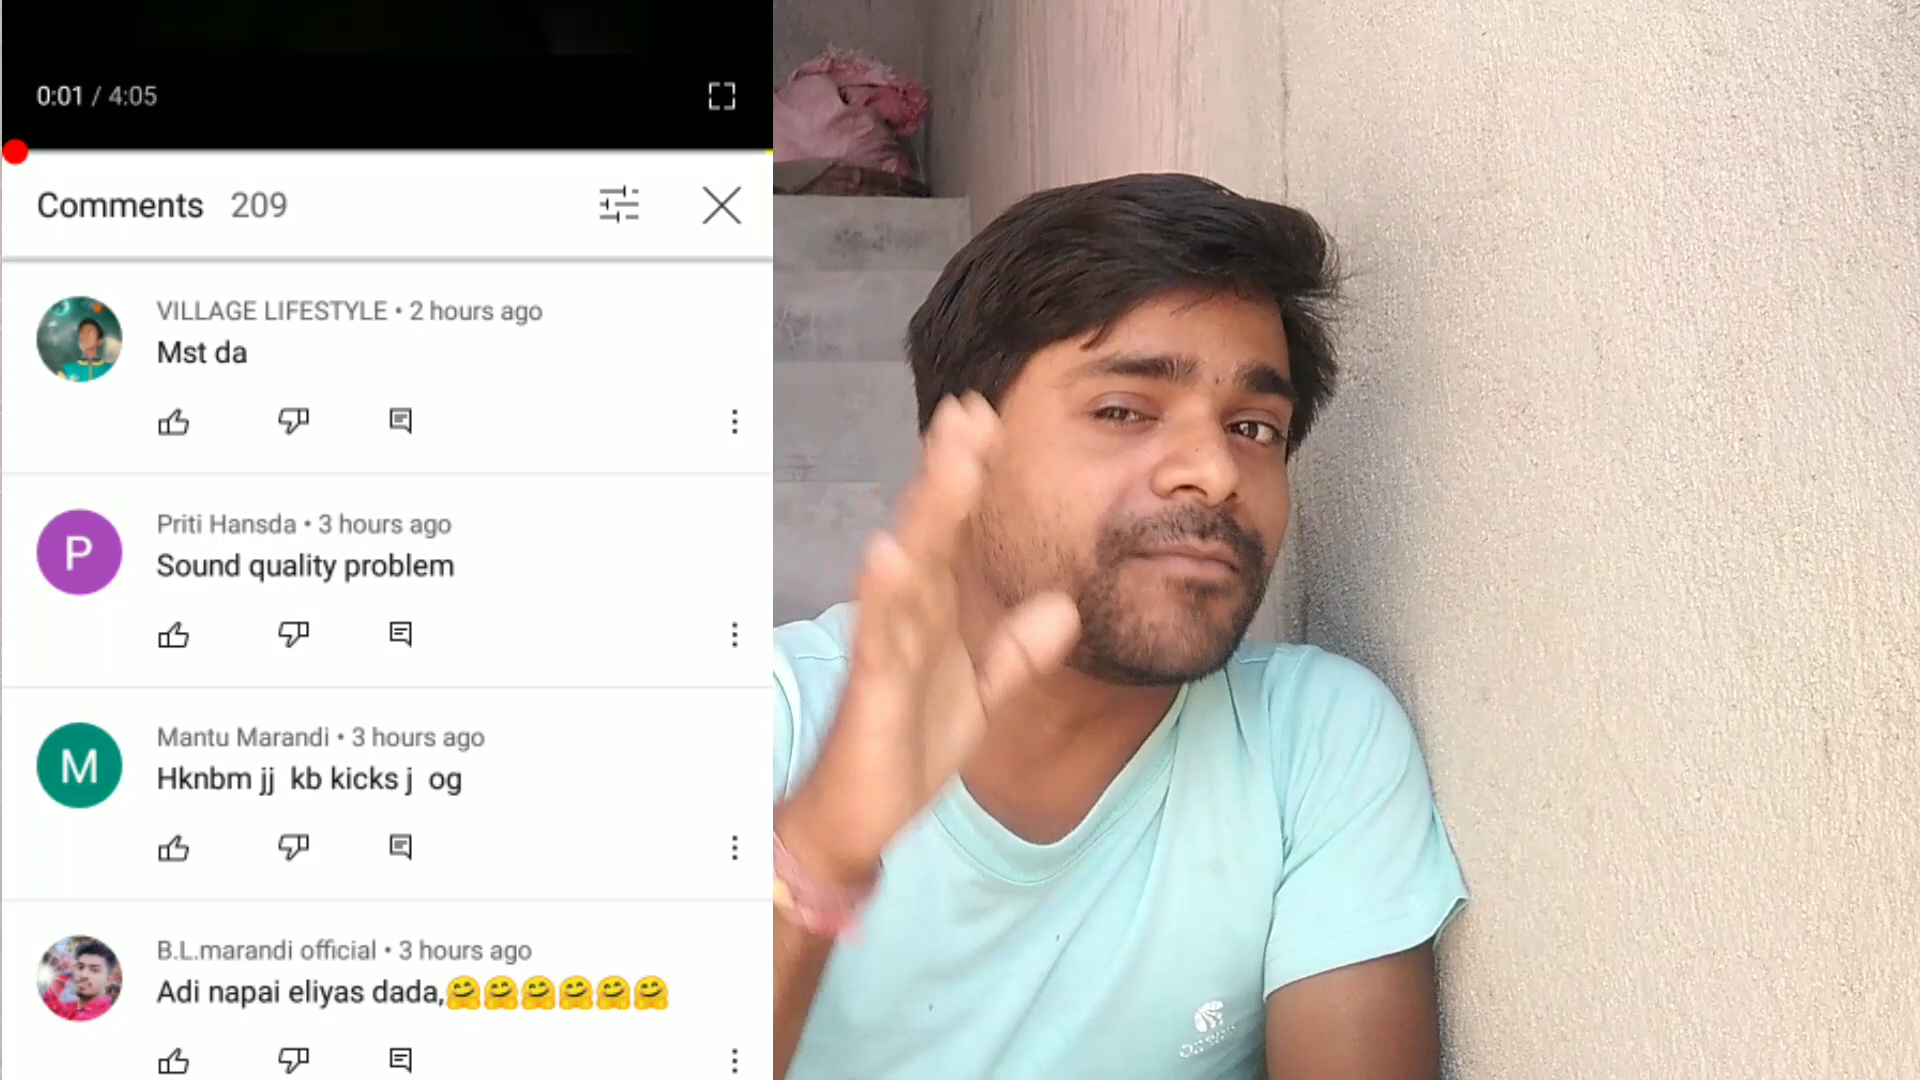 0:01 / 4:05
Comments 209
VILLAGE LIFESTYLE • 2 hours ago
Mst da
P
Priti Hansda • 3 hours ago
Sound quality problem
M
Mantu Marandi • 3 hours ago
Hknbm jj  kb kicks j  og
B.L.marandi official • 3 hours ago
Adi napai eliyas dada,🤗🤗🤗🤗🤗🤗